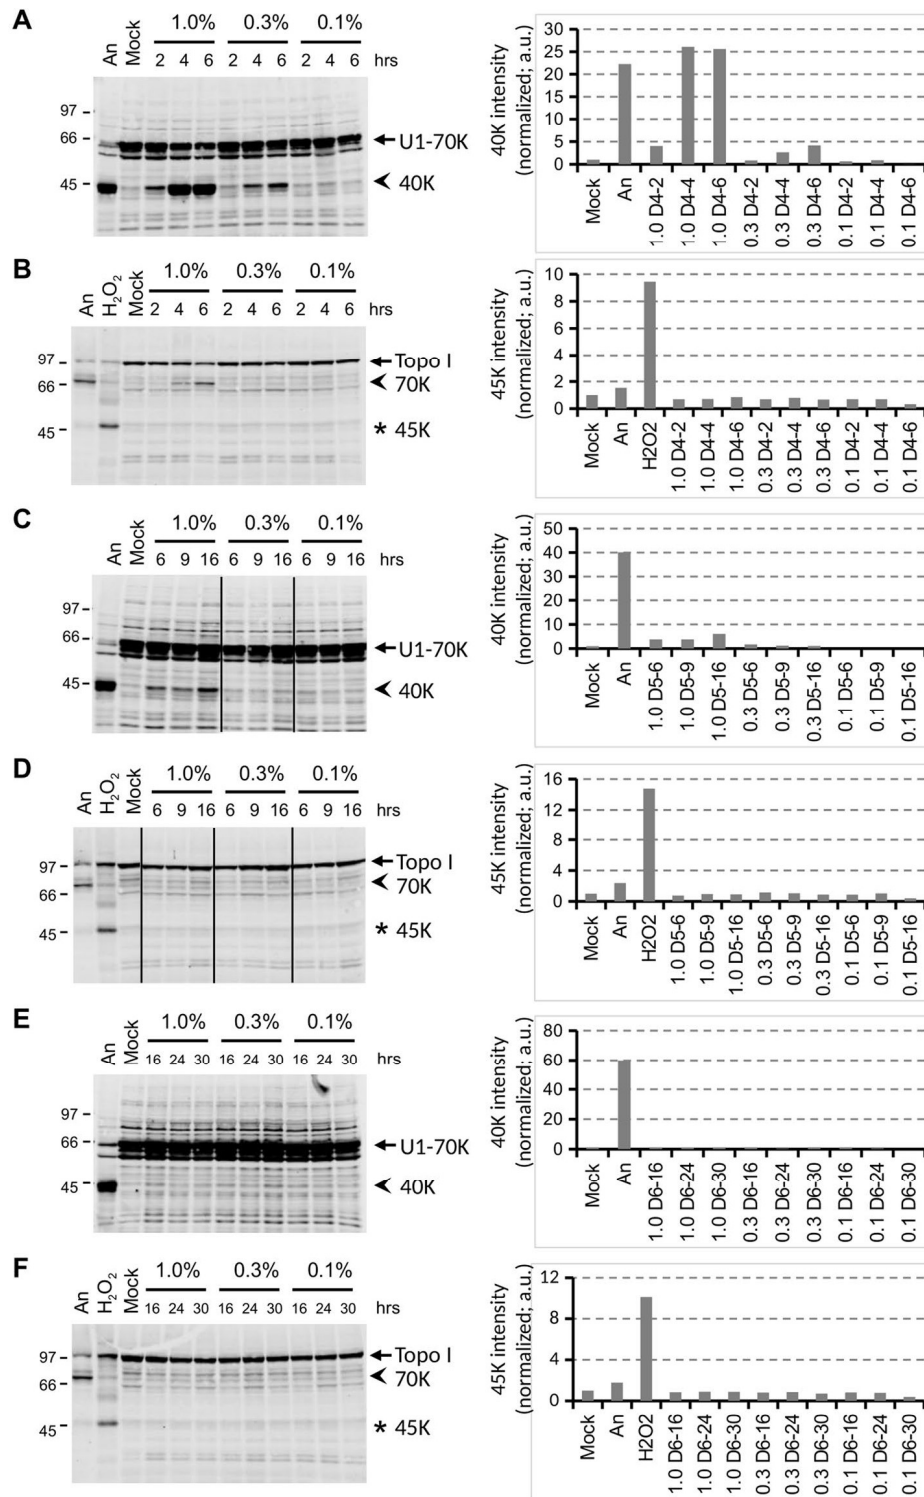 A
An
Mock
1.0%
0.3%
0.1%
2 4 6 2 4 6 2 4 6 hrs
97
66
45
U1-70K
40K
40K intensity
(normalized; a.u.)
30
25
20
15
10
5
0
Mock
An
1.0 D4-2
1.0 D4-4
1.0 D4-6
0.3 D4-2
0.3 D4-4
0.3 D4-6
0.1 D4-2
0.1 D4-4
0.1 D4-6
B
An
H2O2
Mock
1.0%
0.3%
0.1%
2 4 6 2 4 6 2 4 6 hrs
97
66
45
Topo I
70K
* 45K
45K intensity
(normalized; a.u.)
10
8
6
4
2
0
Mock
An
H2O2
1.0 D4-2
1.0 D4-4
1.0 D4-6
0.3 D4-2
0.3 D4-4
0.3 D4-6
0.1 D4-2
0.1 D4-4
0.1 D4-6
C
An
Mock
1.0%
0.3%
0.1%
6 9 16 6 9 16 6 9 16 hrs
97
66
45
U1-70K
40K
40K intensity
(normalized; a.u.)
50
40
30
20
10
0
Mock
An
1.0 D5-6
1.0 D5-9
1.0 D5-16
0.3 D5-6
0.3 D5-9
0.3 D5-16
0.1 D5-6
0.1 D5-9
0.1 D5-16
D
An
H2O2
Mock
1.0%
0.3%
0.1%
6 9 16 6 9 16 6 9 16 hrs
97
66
45
Topo I
70K
* 45K
45K intensity
(normalized; a.u.)
16
12
8
4
0
Mock
An
H2O2
1.0 D5-6
1.0 D5-9
1.0 D5-16
0.3 D5-6
0.3 D5-9
0.3 D5-16
0.1 D5-6
0.1 D5-9
0.1 D5-16
E
An
Mock
1.0%
0.3%
0.1%
16 24 30 16 24 30 16 24 30 hrs
97
66
45
U1-70K
40K
40K intensity
(normalized; a.u.)
80
60
40
20
0
Mock
An
1.0 D6-16
1.0 D6-24
1.0 D6-30
0.3 D6-16
0.3 D6-24
0.3 D6-30
0.1 D6-16
0.1 D6-24
0.1 D6-30
F
An
H2O2
Mock
1.0%
0.3%
0.1%
16 24 30 16 24 30 16 24 30 hrs
97
66
45
Topo I
70K
* 45K
45K intensity
(normalized; a.u.)
12
8
4
0
Mock
An
H2O2
1.0 D6-16
1.0 D6-24
1.0 D6-30
0.3 D6-16
0.3 D6-24
0.3 D6-30
0.1 D6-16
0.1 D6-24
0.1 D6-30